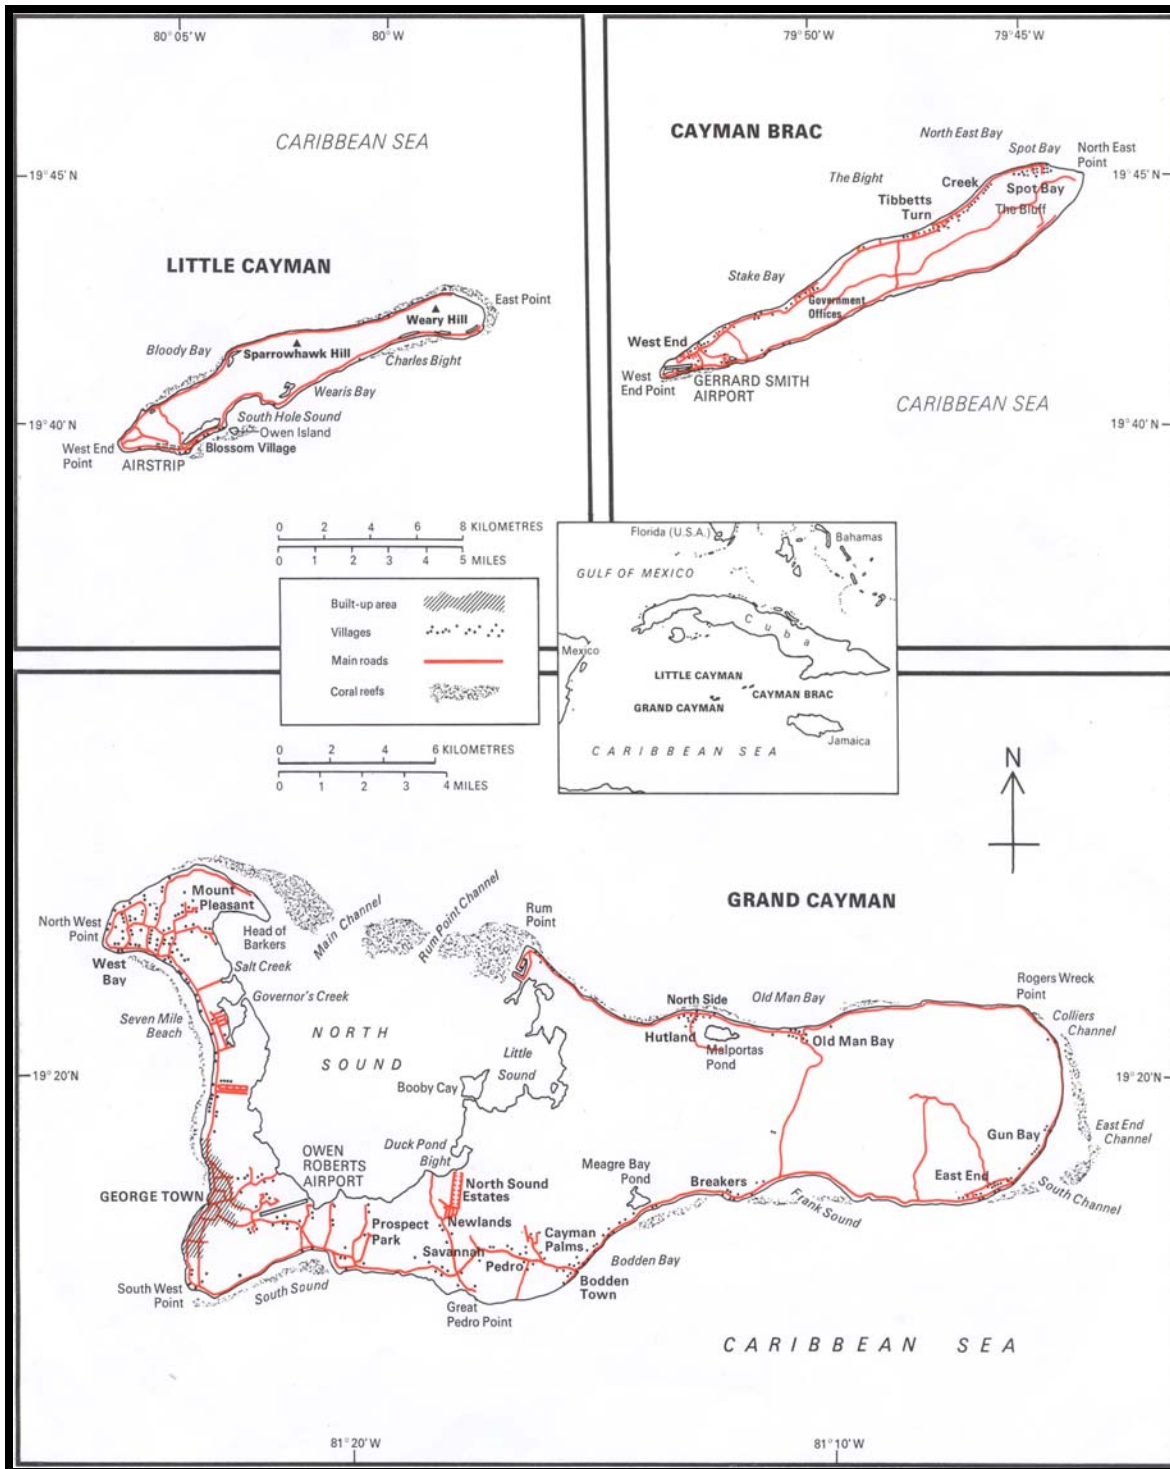 80°05'W
80°W
CARIBBEAN SEA
19°45'N
LITTLE CAYMAN
East Point
Weary Hill
Bloody Bay
Sparrowhawk Hill
Charles Bight
Wearis Bay
South Hole Sound
19°40'N
Owen Island
West End
Point
Blossom Village
AIRSTRIP
79°50'W
79°45'W
CAYMAN BRAC
North East Bay
Spot Bay
North East
Point
The Bight
Creek
19°45'N
Spot Bay
Tibbetts
Turn
The Bluff
Stake Bay
Government
Offices
West End
West
End Point
GERRARD SMITH
AIRPORT
CARIBBEAN SEA
19°40'N
0 2 4 6 8 KILOMETRES
0 1 2 3 4 5 MILES
Built-up area
Villages
Main roads
Coral reefs
0 2 4 6 KILOMETRES
0 1 2 3 4 MILES
Florida (U.S.A.)
Bahamas
GULF OF MEXICO
Cuba
Mexico
LITTLE CAYMAN
CAYMAN BRAC
GRAND CAYMAN
Jamaica
CARIBBEAN SEA
N
GRAND CAYMAN
Mount
Pleasant
North West
Point
Head of
Barkers
Main Channel
Rum Point Channel
Rum
Point
West
Bay
Salt Creek
Governor's Creek
Seven Mile
Beach
NORTH
SOUND
Little
Sound
Booby Cay
North Side
Old Man Bay
Rogers Wreck
Point
Colliers
Channel
Hutland
Malportas
Pond
Old Man Bay
19°20'N
19°20'N
Duck Pond
Bight
OWEN
ROBERTS
AIRPORT
Gun Bay
East End
Channel
GEORGE TOWN
North Sound
Estates
Meagre Bay
Pond
Breakers
East End
Frank Sound
South Channel
Prospect
Park
Newlands
Savannah
Cayman
Palms
Pedro
Bodden Bay
Bodden
Town
South West
Point
South Sound
Great
Pedro Point
CARIBBEAN SEA
81°20'W
81°10'W